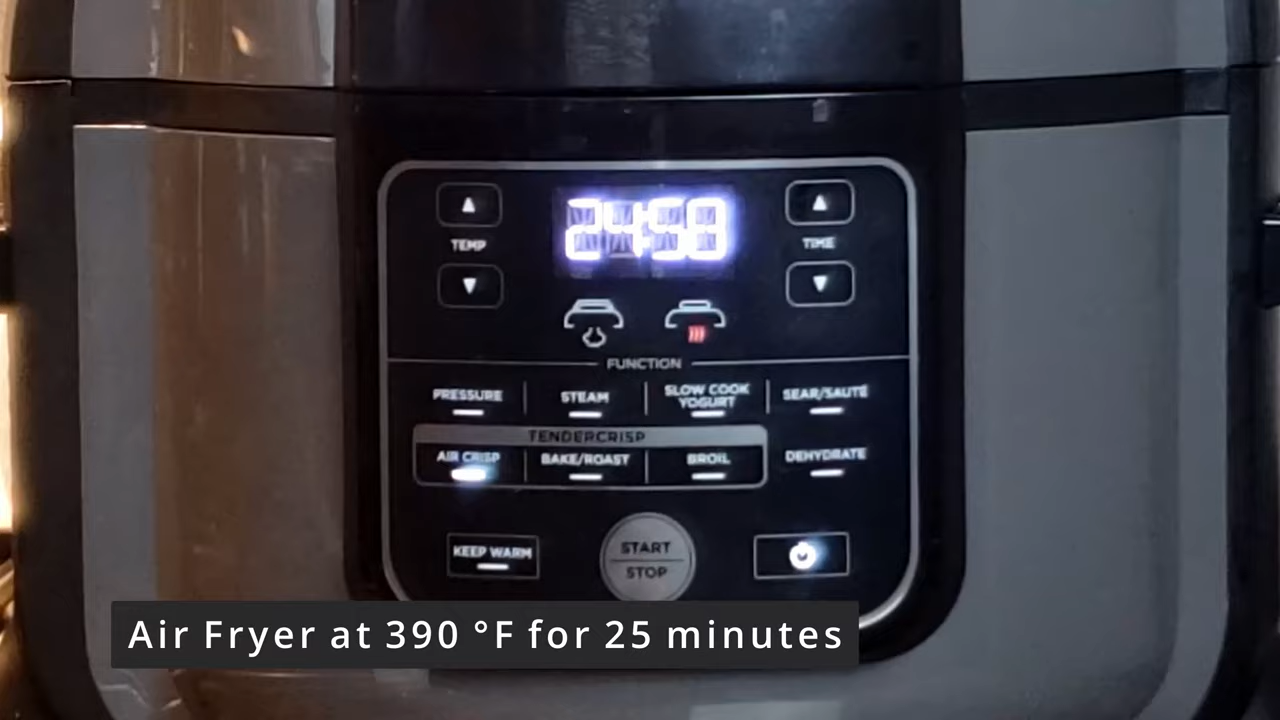 24:58
TEMP
TIME
FUNCTION
PRESSURE
STEAM
SLOW COOK
YOGURT
SEAR/SAUTÉ
TENDERCRISP
AIR CRISP
BAKE/ROAST
BROIL
DEHYDRATE
KEEP WARM
START
STOP
Air Fryer at 390 °F for 25 minutes